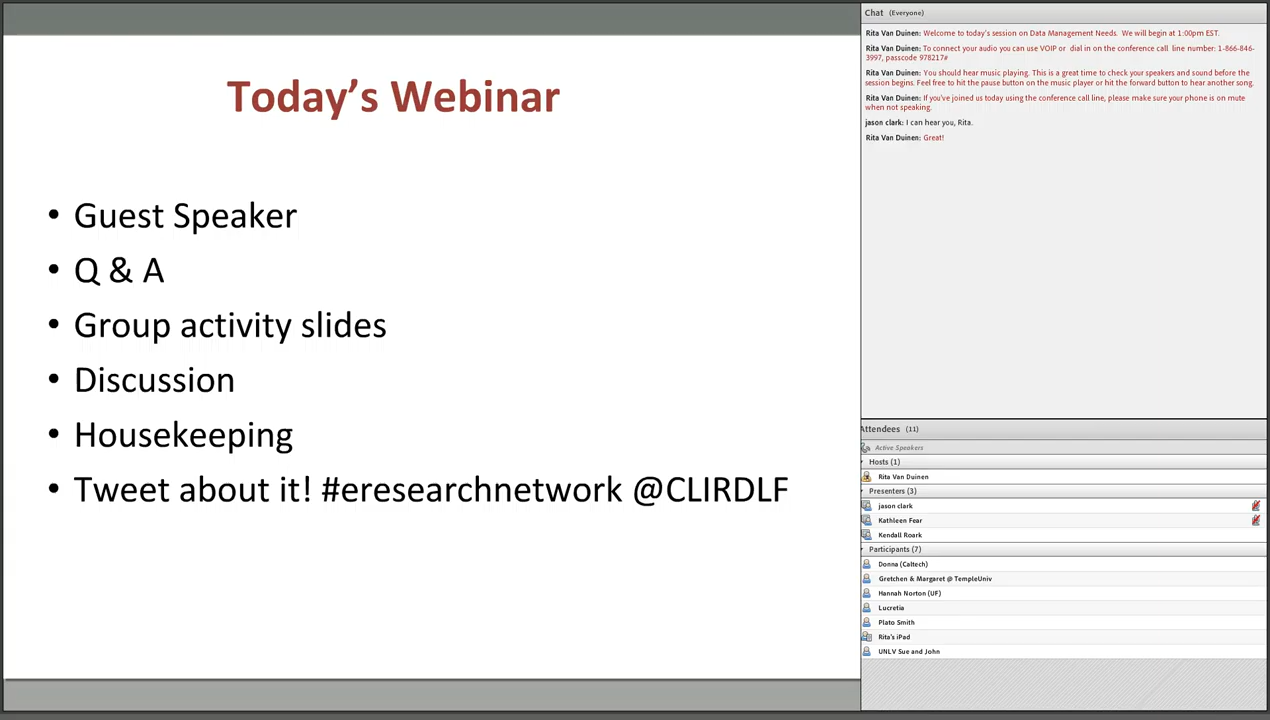 Today's Webinar
• Guest Speaker
• Q & A
• Group activity slides
• Discussion
• Housekeeping
• Tweet about it! #eresearchnetwork @CLIRDLF
Chat (Everyone)
Rita Van Duinen: Welcome to today's session on Data Management Needs. We will begin at 1:00pm EST.
Rita Van Duinen: To connect your audio you can use VOIP or dial in on the conference call line number: 1-866-846-
3997, passcode 978217#
Rita Van Duinen: You should hear music playing. This is a great time to check your speakers and sound before the
session begins. Feel free to hit the pause button on the music player or hit the forward button to hear another song.
Rita Van Duinen: If you've joined us today using the conference call line, please make sure your phone is on mute
when not speaking.
jason clark: I can hear you, Rita.
Rita Van Duinen: Great!
Attendees (11)
Active Speakers
Hosts (1)
Rita Van Duinen
Presenters (3)
jason clark
Kathleen Fear
Kendall Roark
Participants (7)
Donna (Caltech)
Gretchen & Margaret @ TempleUniv
Hannah Norton (UF)
Lucretia
Plato Smith
Rita's iPad
UNLV Sue and John